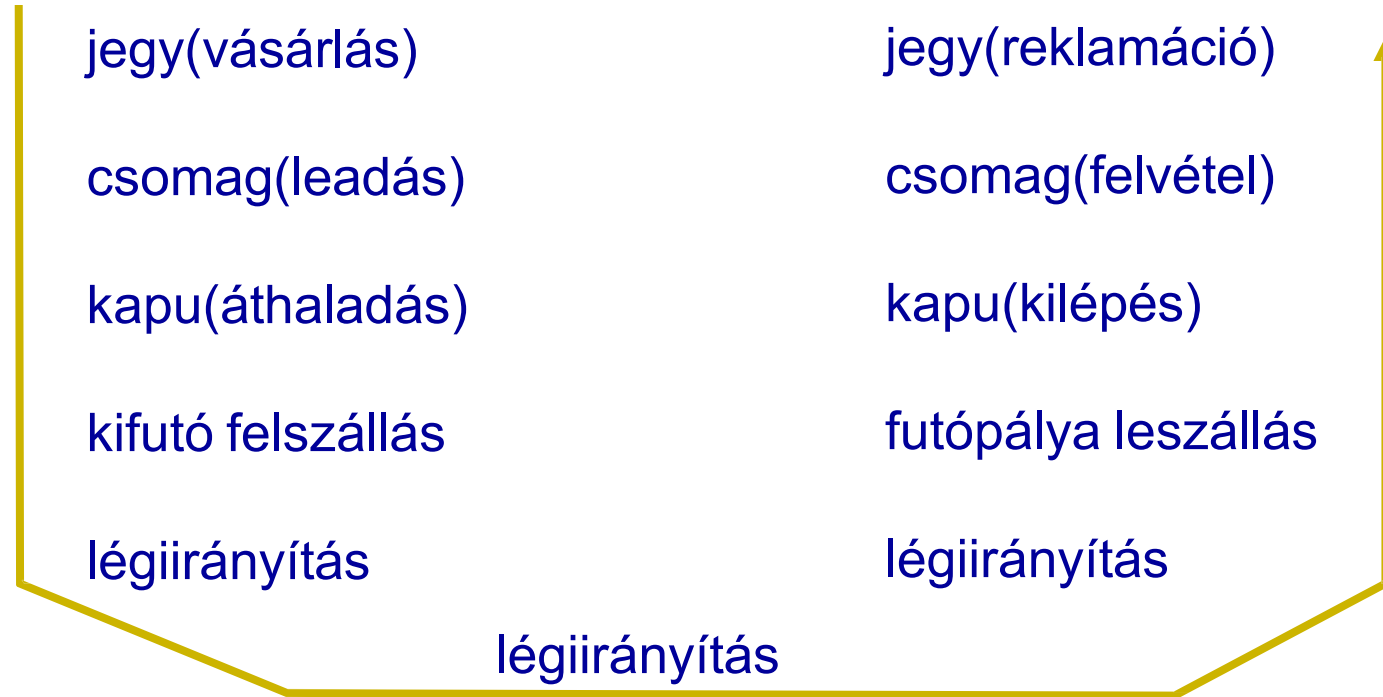 jegy(vásárlás)
csomag(leadás)
kapu(áthaladás)
kifutó felszállás
légiirányítás
légiirányítás
jegy(reklamáció)
csomag(felvétel)
kapu(kilépés)
futópálya leszállás
légiirányítás